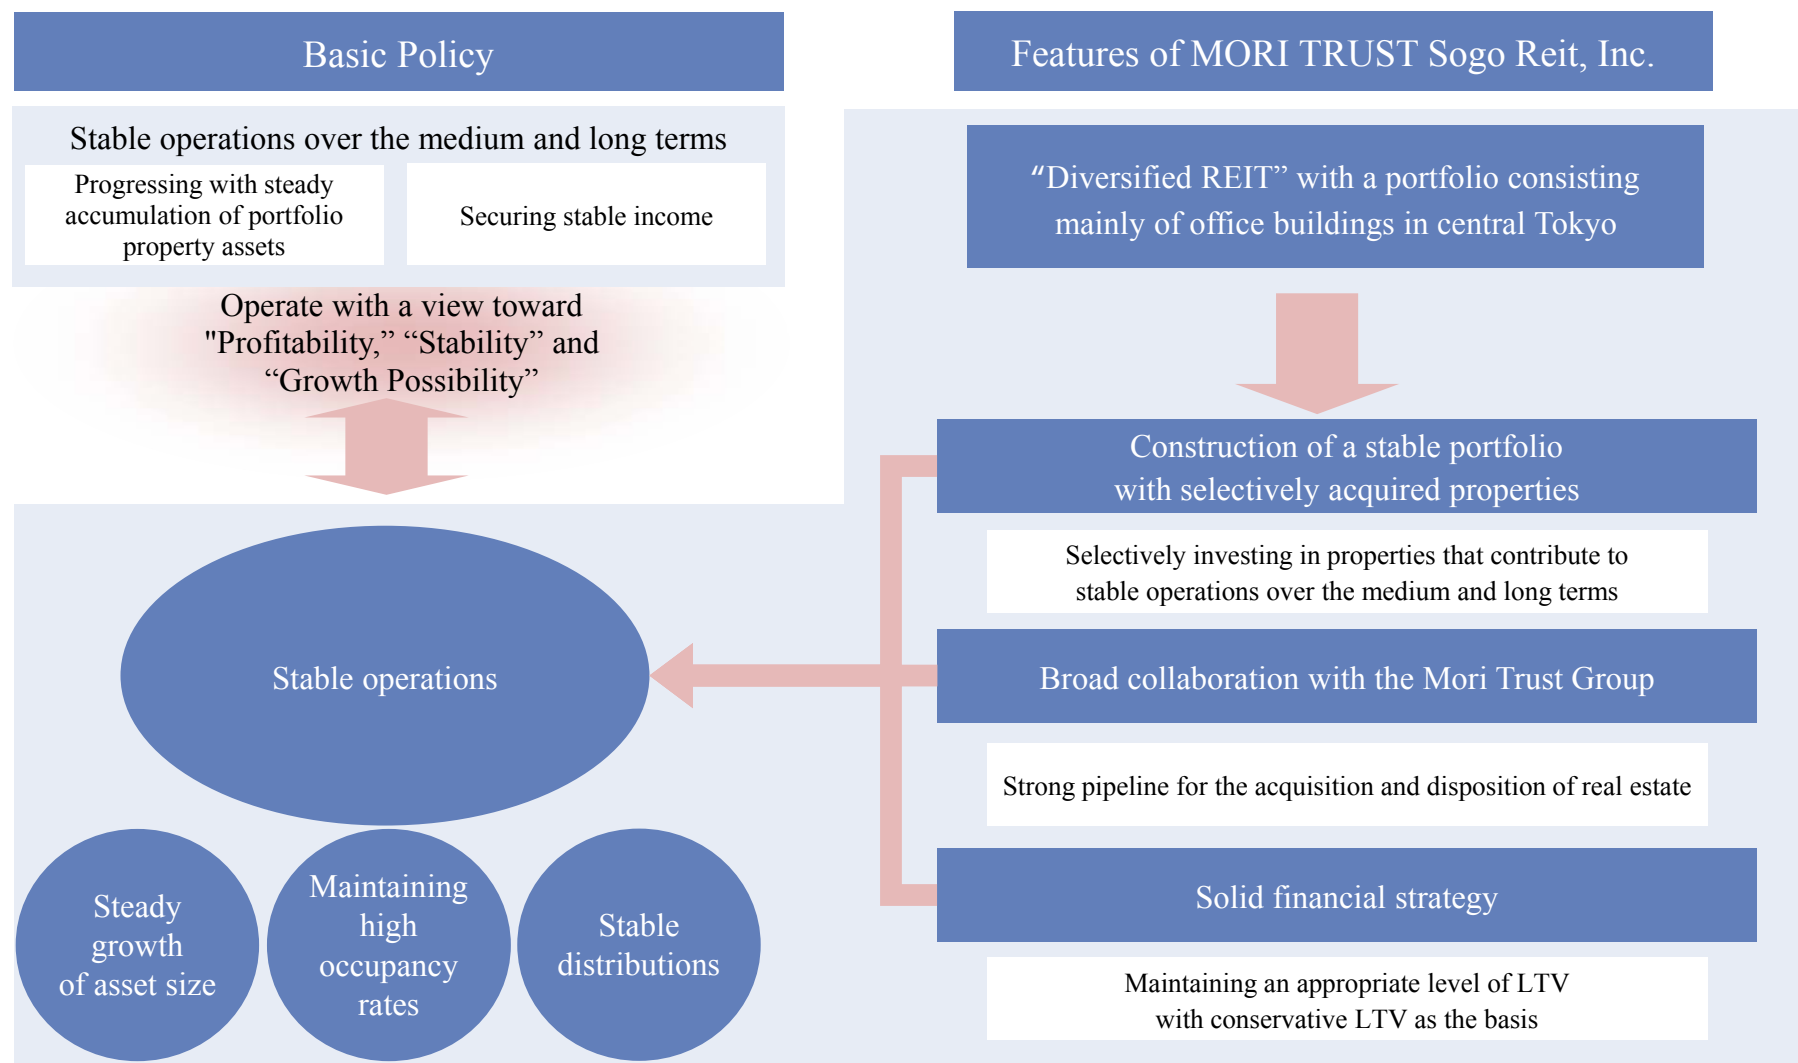 Basic Policy
Stable operations over the medium and long terms
Progressing with steady
accumulation of portfolio
property assets
Securing stable income
Operate with a view toward
"Profitability,” “Stability” and
“Growth Possibility”
Stable operations
Steady
growth
of asset size
Maintaining
high
occupancy
rates
Stable
distributions
Features of MORI TRUST Sogo Reit, Inc.
“Diversified REIT” with a portfolio consisting
mainly of office buildings in central Tokyo
Construction of a stable portfolio
with selectively acquired properties
Selectively investing in properties that contribute to
stable operations over the medium and long terms
Broad collaboration with the Mori Trust Group
Strong pipeline for the acquisition and disposition of real estate
Solid financial strategy
Maintaining an appropriate level of LTV
with conservative LTV as the basis